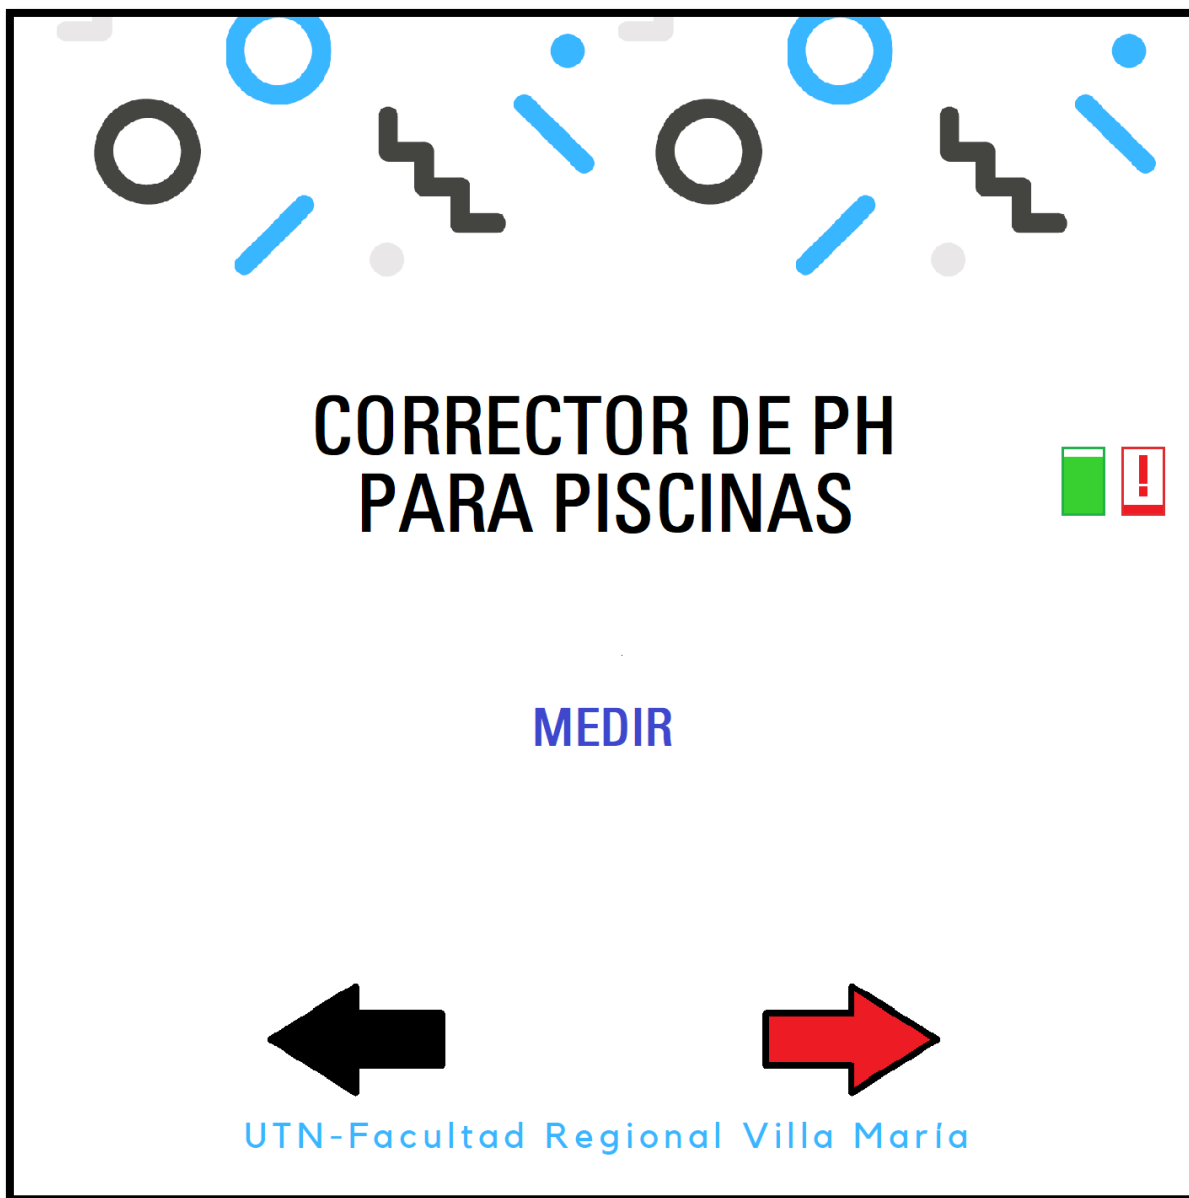 CORRECTOR DE PH
PARA PISCINAS
!
MEDIR
UTN-Facultad Regional Villa María